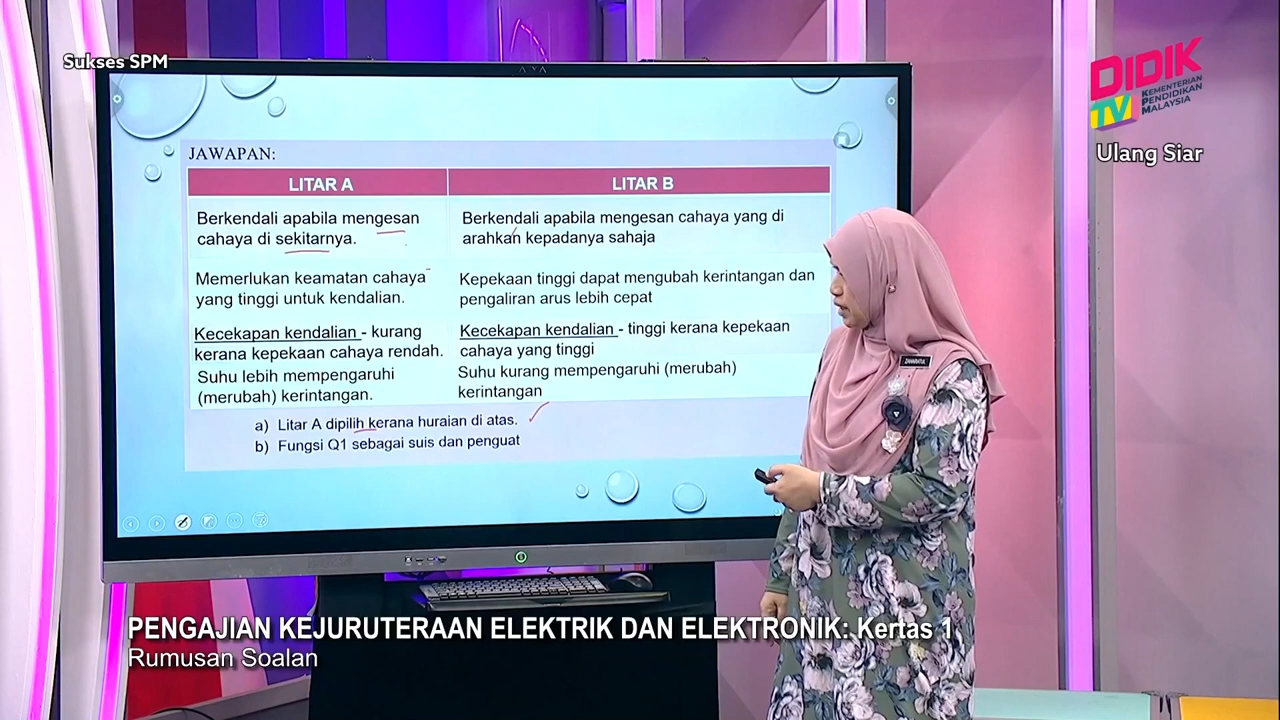 Sukses SPM
DIDIK
TV
KEMENTERIAN
PENDIDIKAN
MALAYSIA
Ulang Siar
JAWAPAN:
LITAR A
LITAR B
Berkendali apabila mengesan
cahaya di sekitarnya.
Berkendali apabila mengesan cahaya yang di
arahkan kepadanya sahaja
Memerlukan keamatan cahaya
yang tinggi untuk kendalian.
Kepekaan tinggi dapat mengubah kerintangan dan
pengaliran arus lebih cepat
Kecekapan kendalian - kurang
kerana kepekaan cahaya rendah.
Kecekapan kendalian - tinggi kerana kepekaan
cahaya yang tinggi
Suhu lebih mempengaruhi
(merubah) kerintangan.
Suhu kurang mempengaruhi (merubah)
kerintangan
a) Litar A dipilih kerana huraian di atas.
b) Fungsi Q1 sebagai suis dan penguat
PENGAJIAN KEJURUTERAAN ELEKTRIK DAN ELEKTRONIK: Kertas 1
Rumusan Soalan